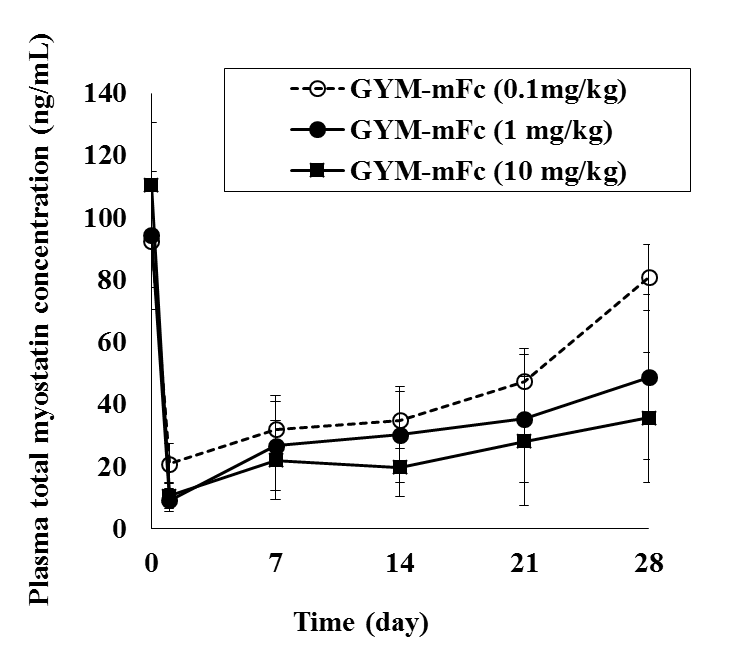 GYM-mFc (0.1mg/kg)
GYM-mFc (1 mg/kg)
GYM-mFc (10 mg/kg)
Plasma total myostatin concentration (ng/mL)
140
120
100
80
60
40
20
0
0 7 14 21 28
Time (day)